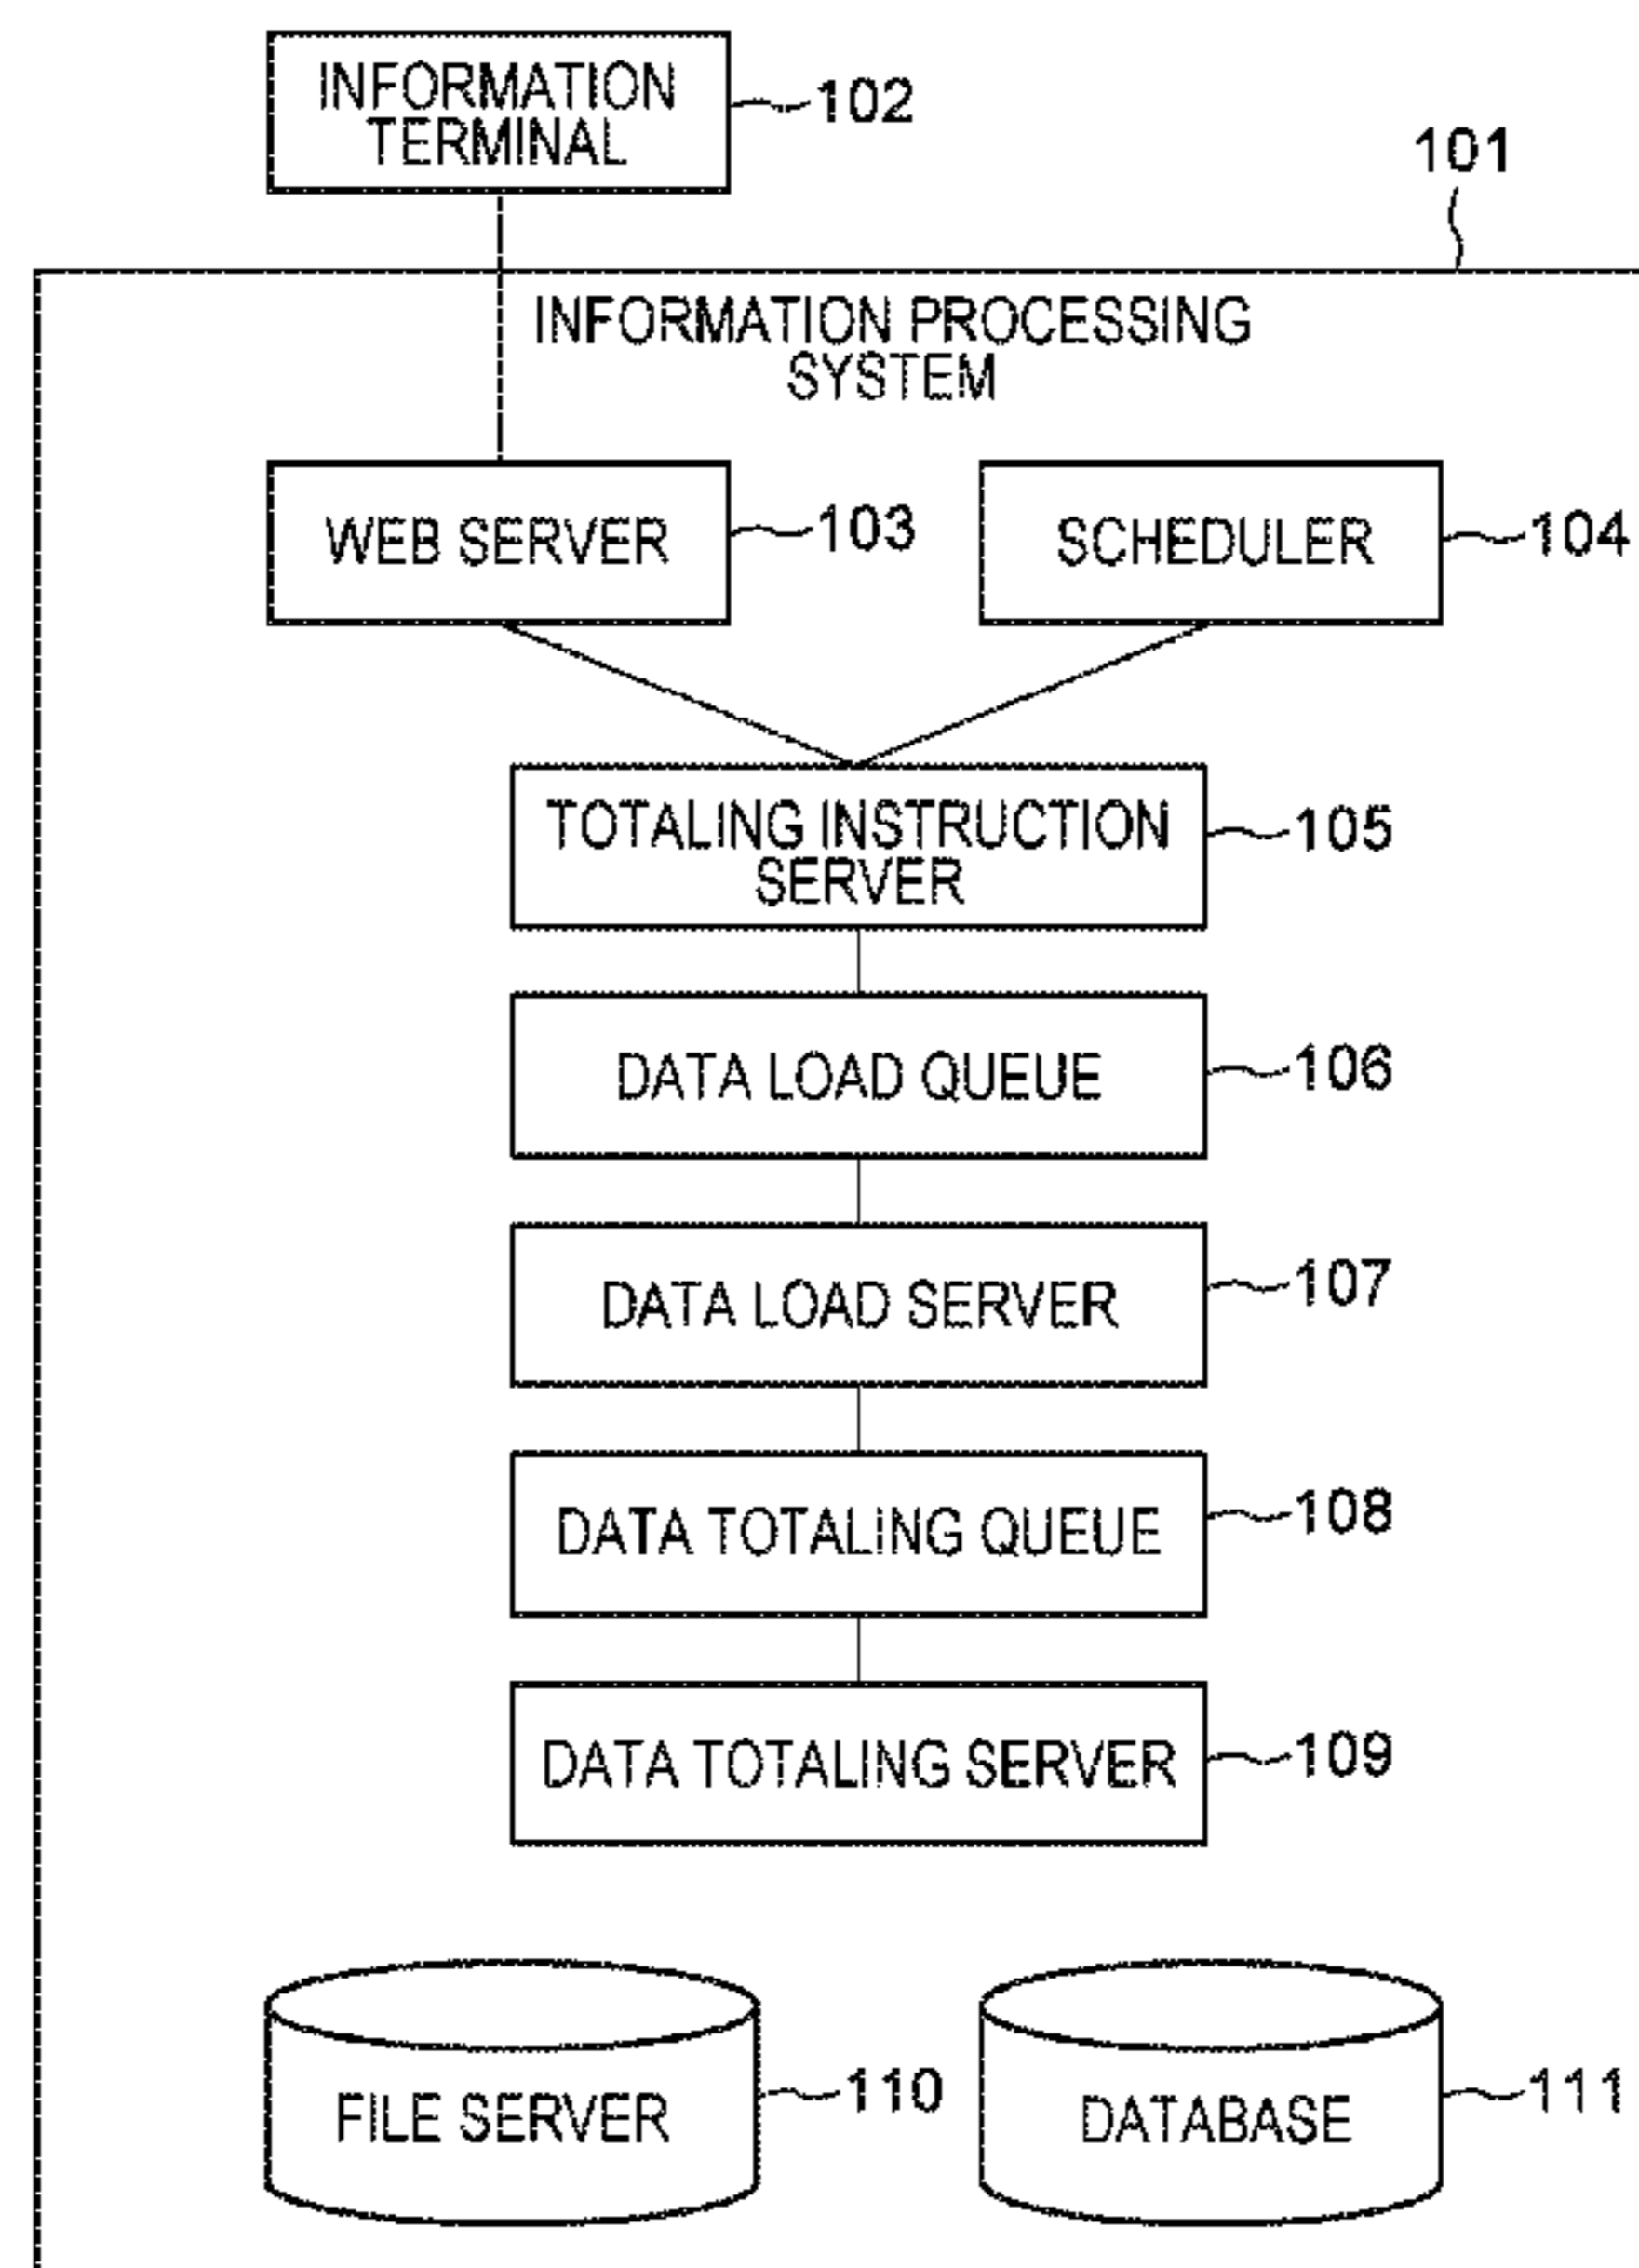 INFORMATION
TERMINAL
102
101
INFORMATION PROCESSING
SYSTEM
WEB SERVER
103
SCHEDULER
104
TOTALING INSTRUCTION
SERVER
105
DATA LOAD QUEUE
106
DATA LOAD SERVER
107
DATA TOTALING QUEUE
108
DATA TOTALING SERVER
109
FILE SERVER
110
DATABASE
111